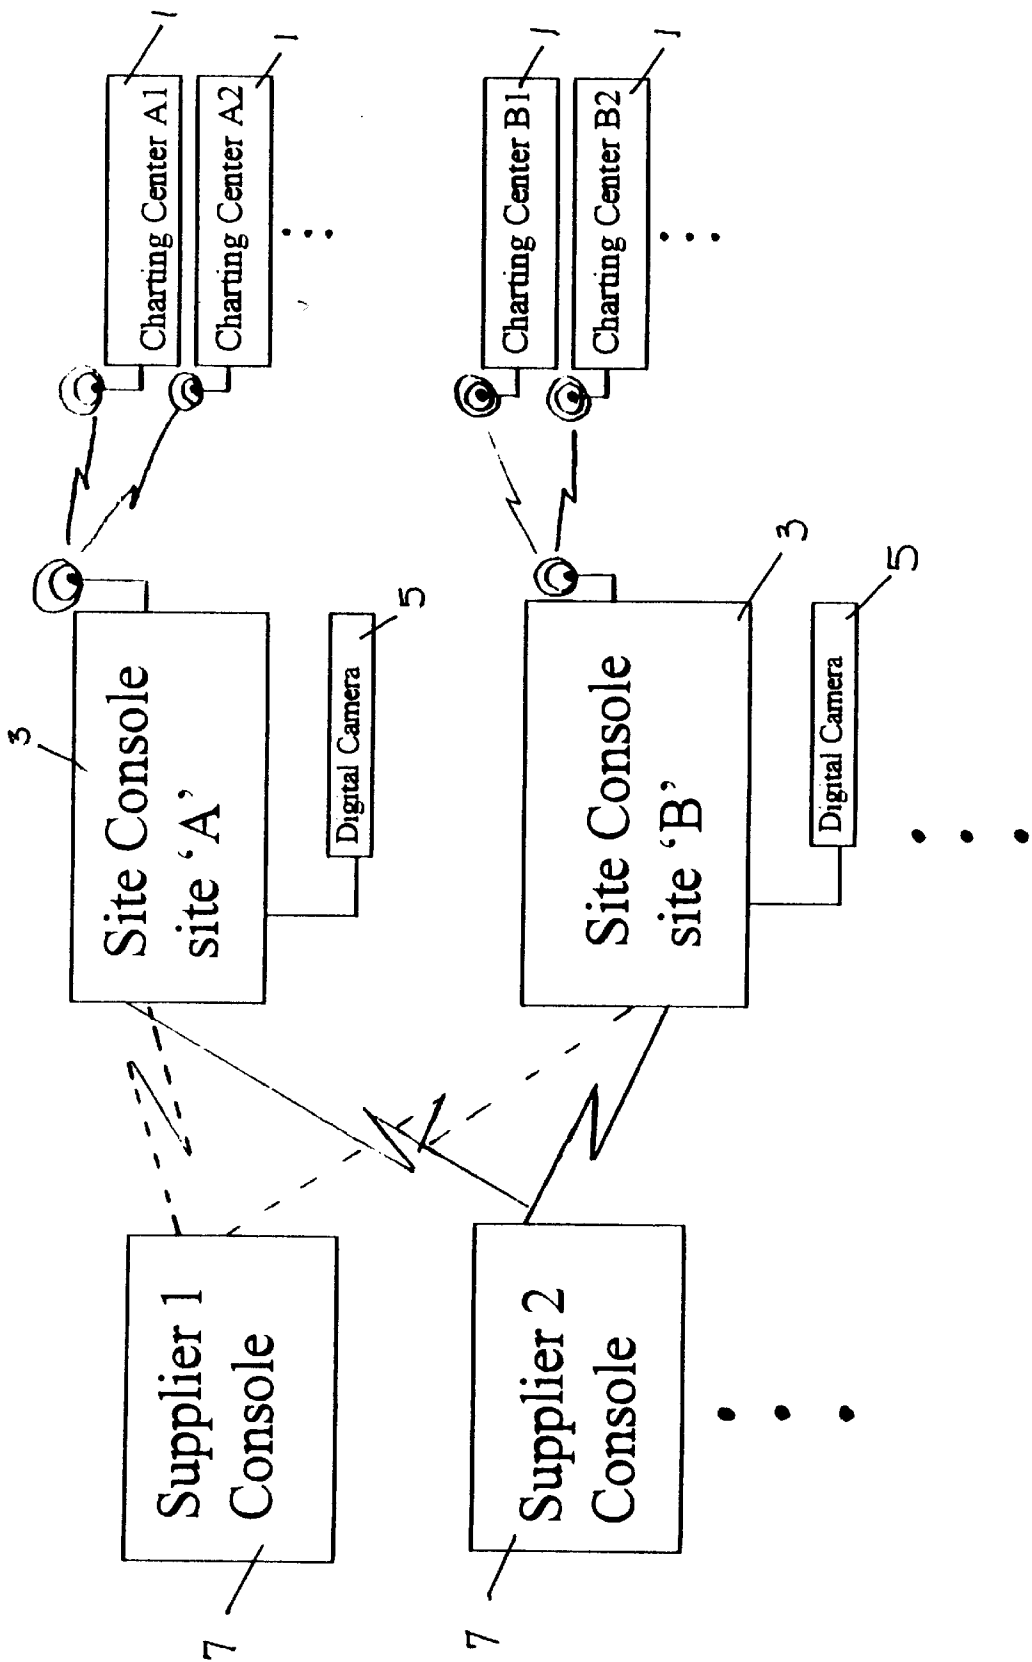 1
Charting Center A1
1
Charting Center A2
1
Charting Center B1
1
Charting Center B2
3
Site Console
site ‘A’
5
Digital Camera
3
Site Console
site ‘B’
5
Digital Camera
Supplier 1
Console
7
Supplier 2
Console
7